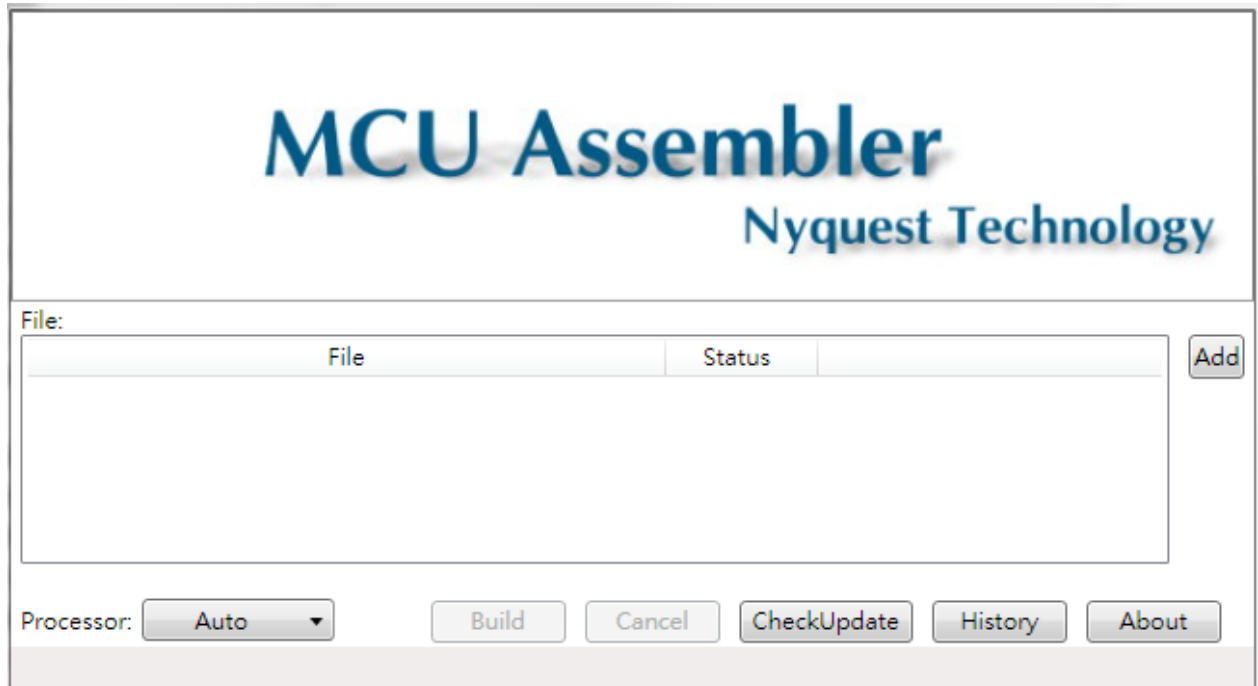 MCU Assembler
Nyquest Technology
File:
File Status
Add
Processor: Auto Build Cancel CheckUpdate History About